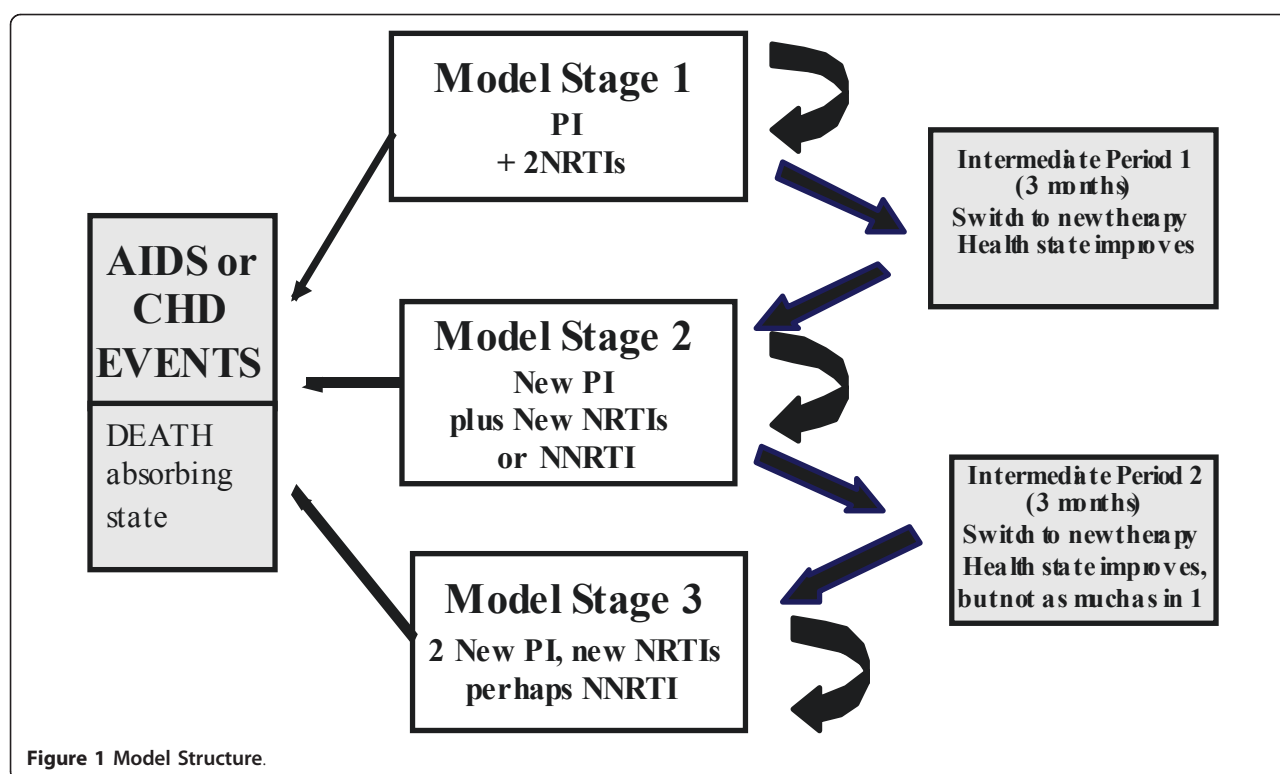 Model Stage 1
PI
+ 2NRTIs
Intermediate Period 1
(3 months)
Switch to new therapy
Health state improves
AIDS or
CHD
EVENTS
DEATH
absorbing
state
Model Stage 2
New PI
plus New NRTIs
or NNRTI
Intermediate Period 2
(3 months)
Switch to new therapy
Health state improves,
but not as much as in 1
Model Stage 3
2 New PI, new NRTIs
perhaps NNRTI
Figure 1 Model Structure.